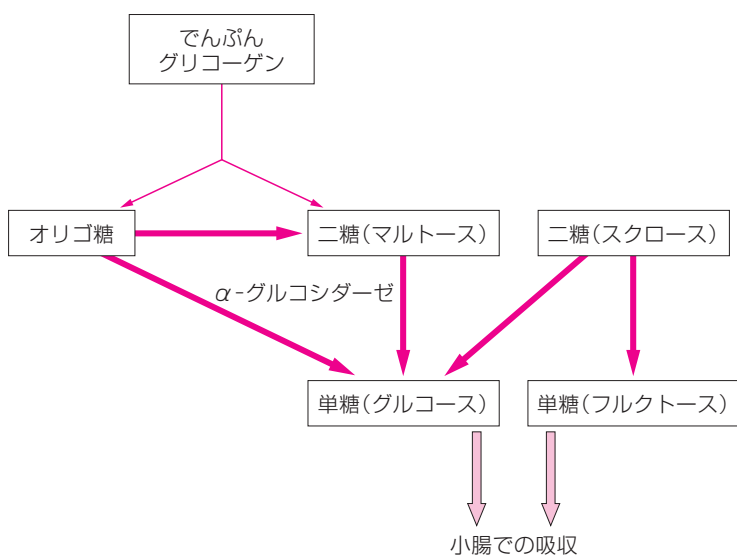 でんぷん
グリコーゲン
オリゴ糖
二糖(マルトース)
二糖(スクロース)
α-グルコシダーゼ
単糖(グルコース)
単糖(フルクトース)
小腸での吸収